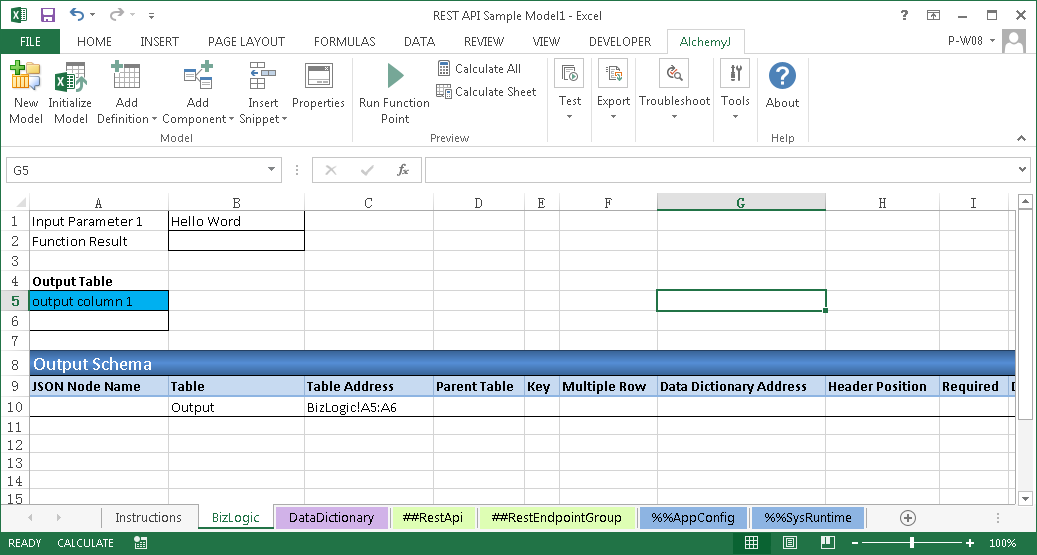 REST API Sample Model1 - Excel
FILE HOME INSERT PAGE LAYOUT FORMULAS DATA REVIEW VIEW DEVELOPER AlchemyJ P-W08
New Model Initialize Model Add Definition Add Component Insert Snippet Properties Run Function Point Calculate All Calculate Sheet Test Export Troubleshoot Tools About
Model Preview Help
G5 fx
A B C D E F G H I
1 Input Parameter 1 Hello Word
2 Function Result
3
4 Output Table
5 output column 1
6
7
8 Output Schema
9 JSON Node Name Table Table Address Parent Table Key Multiple Row Data Dictionary Address Header Position Required
10 Output BizLogic!A5:A6
11
12
13
14
15
Instructions BizLogic DataDictionary ##RestApi ##RestEndpointGroup %%AppConfig %%SysRuntime
READY CALCULATE 100%